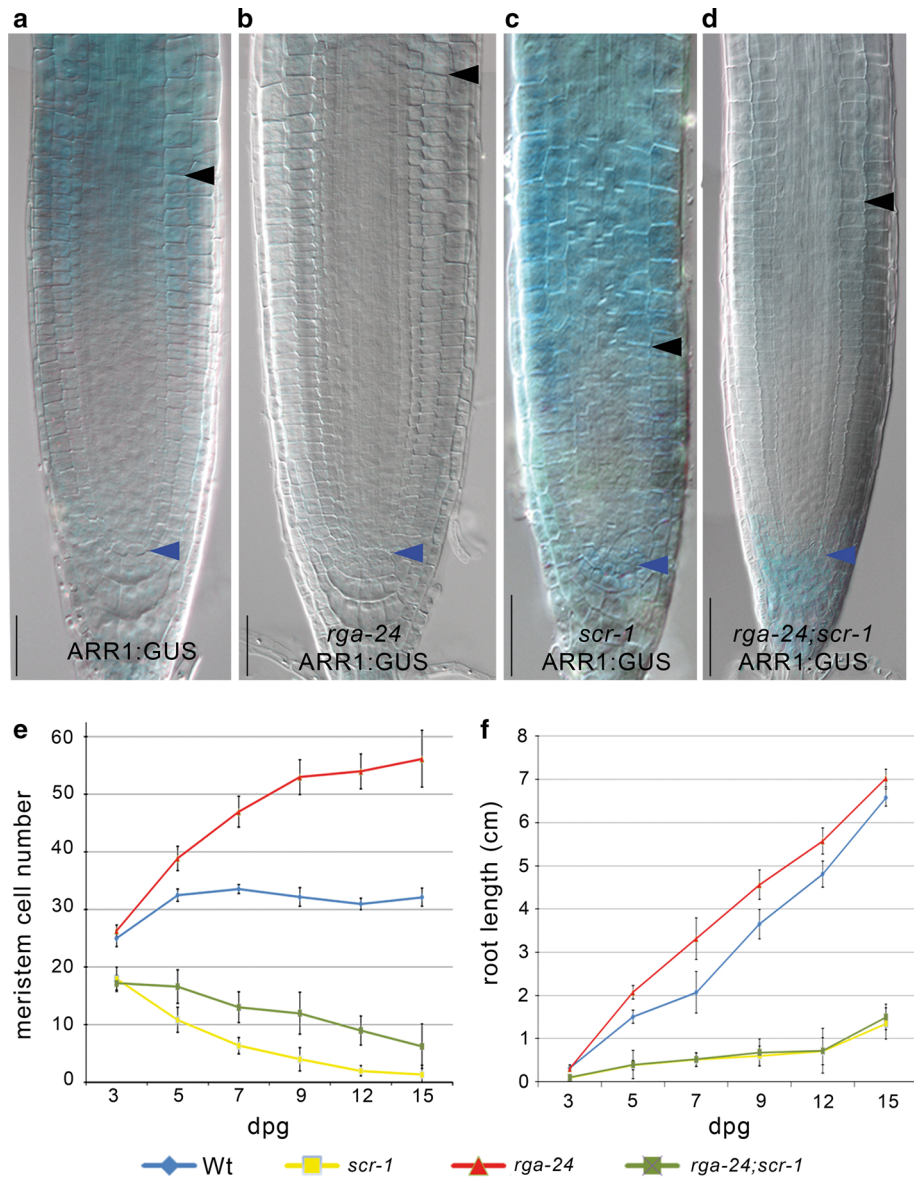 a
b
c
d
ARR1:GUS
rga-24
ARR1:GUS
scr-1
ARR1:GUS
rga-24;scr-1
ARR1:GUS
e
60
50
40
30
20
10
0
meristem cell number
3 5 7 9 12 15
dpg
f
8
7
6
5
4
3
2
1
0
root length (cm)
3 5 7 9 12 15
dpg
Wt scr-1 rga-24 rga-24;scr-1